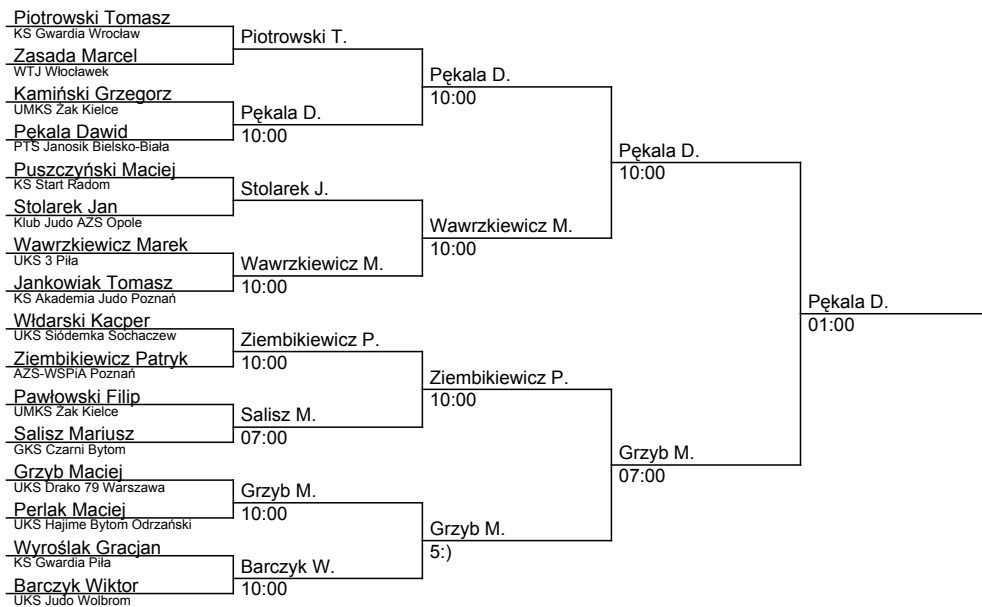 Piotrowski Tomasz
KS Gwardia Wrocław
Zasada Marcel
WTJ Włocławek
Kamiński Grzegorz
UMKS Żak Kielce
Pękala Dawid
PTS Janosik Bielsko-Biała
Puszczyński Maciej
KS Start Radom
Stolarek Jan
Klub Judo AZS Opole
Wawrzkiewicz Marek
UKS 3 Piła
Jankowiak Tomasz
KS Akademia Judo Poznań
Włdarski Kacper
UKS Siódemka Sochaczew
Ziembikiewicz Patryk
AZS-WSPiA Poznań
Pawłowski Filip
UMKS Żak Kielce
Salisz Mariusz
GKS Czarni Bytom
Grzyb Maciej
UKS Drako 79 Warszawa
Perlak Maciej
UKS Hajime Bytom Odrzański
Wyroślak Gracjan
KS Gwardia Piła
Barczyk Wiktor
UKS Judo Wolbrom
Piotrowski T.
Pękala D.
10:00
Stolarek J.
Wawrzkiewicz M.
10:00
Ziembikiewicz P.
10:00
Salisz M.
07:00
Grzyb M.
10:00
Barczyk W.
10:00
Pękala D.
10:00
Wawrzkiewicz M.
10:00
Ziembikiewicz P.
10:00
Grzyb M.
5:)
Pękala D.
10:00
Grzyb M.
07:00
Pękala D.
01:00